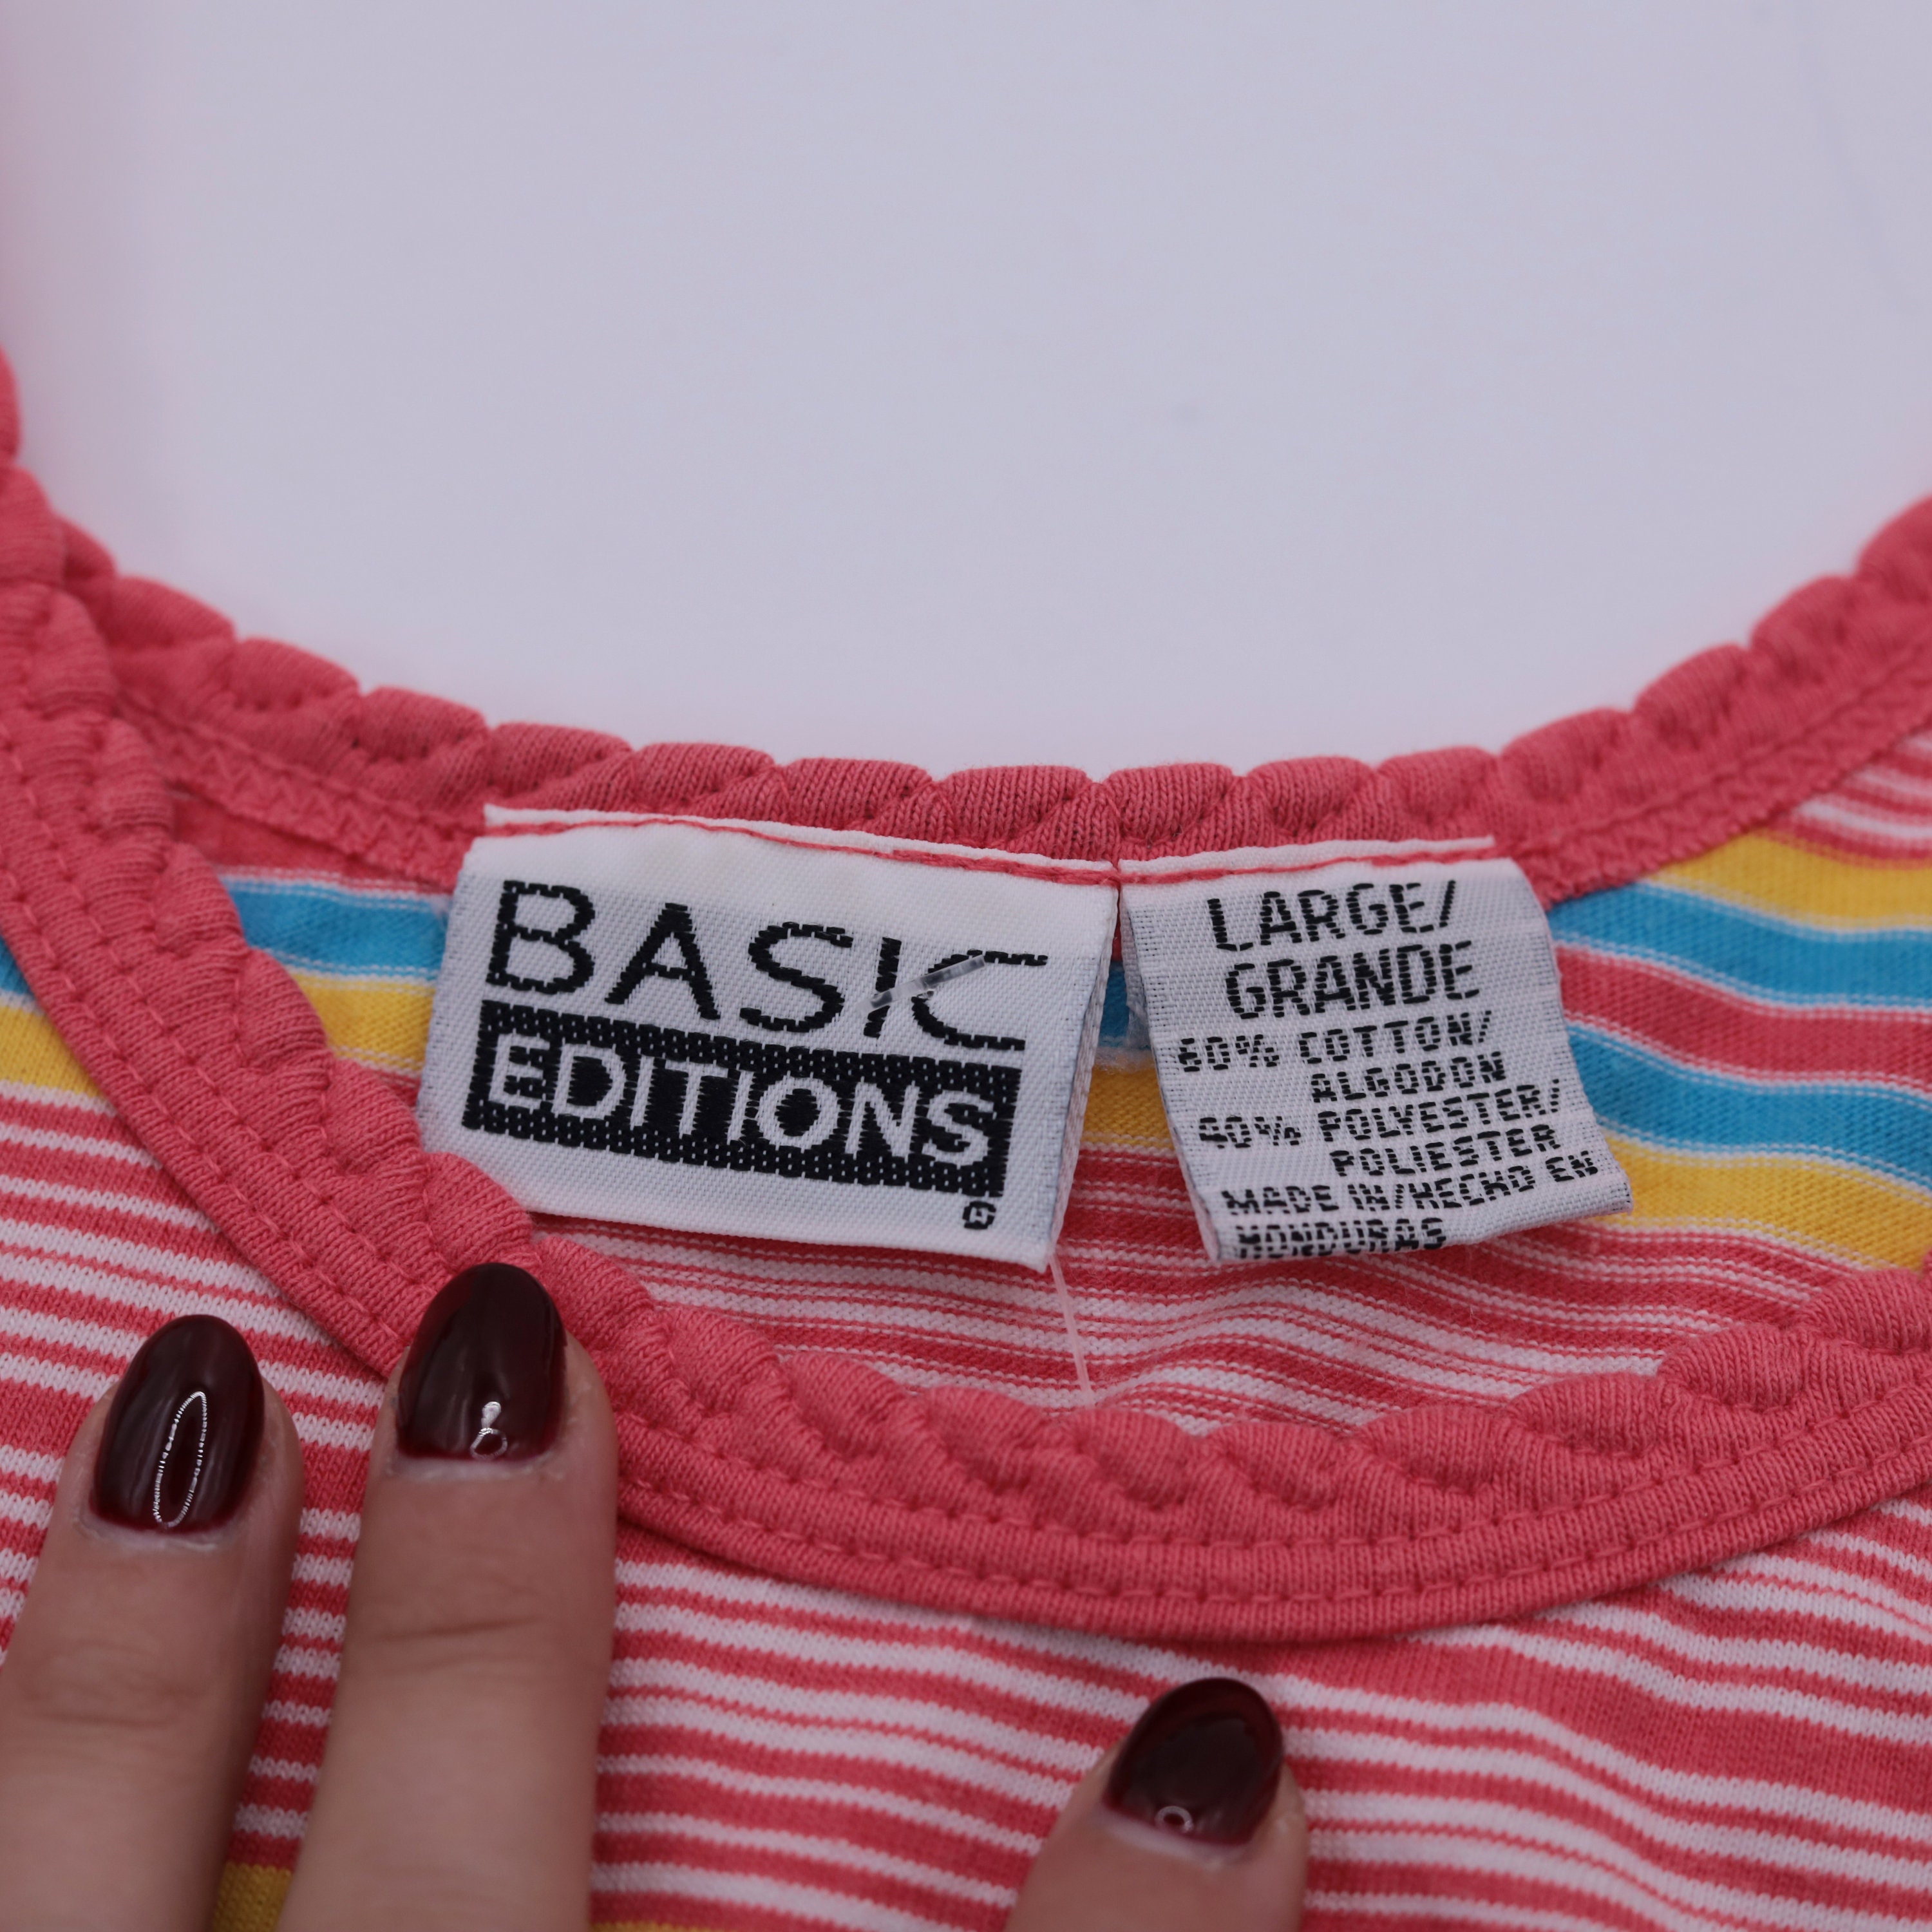 BASIC
EDITIONS
®
LARGE/
GRANDE
60% COTTON/
ALGODON
40% POLYESTER/
POLIESTER
MADE IN/HECHO EN
HONDURAS